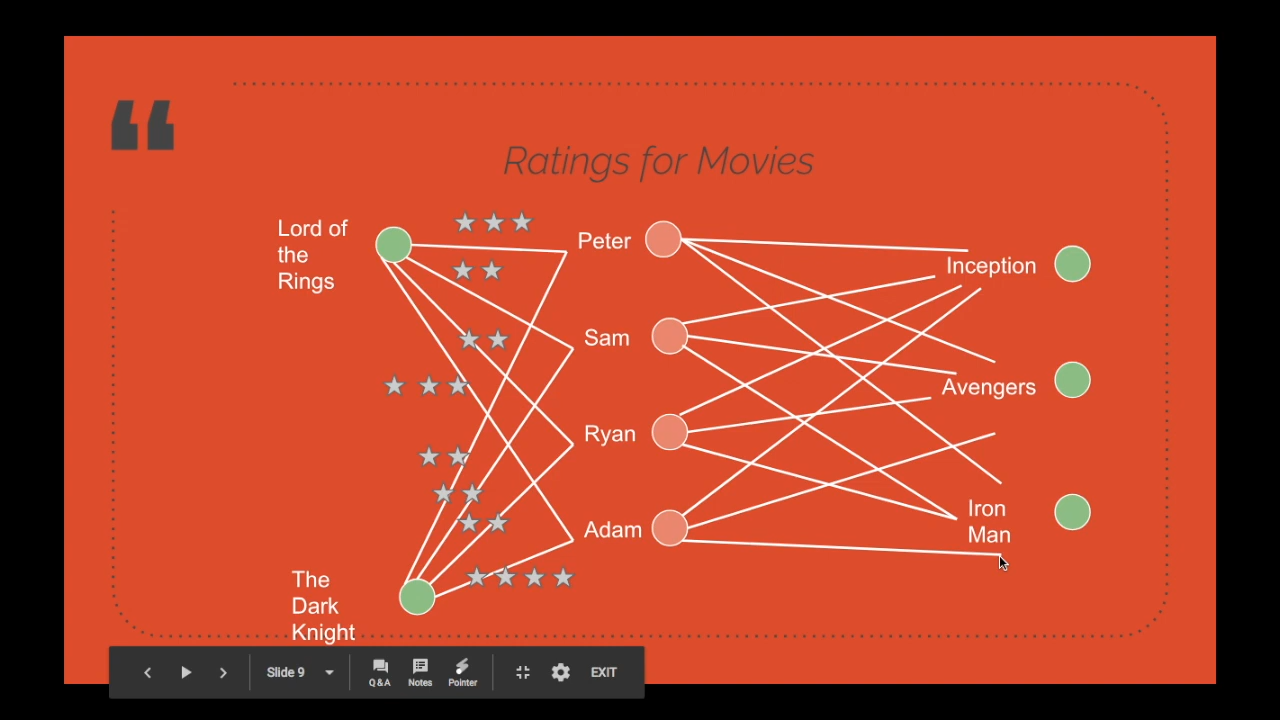 “
Ratings for Movies
Lord of
the
Rings
Peter
Inception
Sam
Avengers
Ryan
Iron
Man
Adam
The
Dark
Knight
Slide 9
Q & A
Notes
Pointer
EXIT